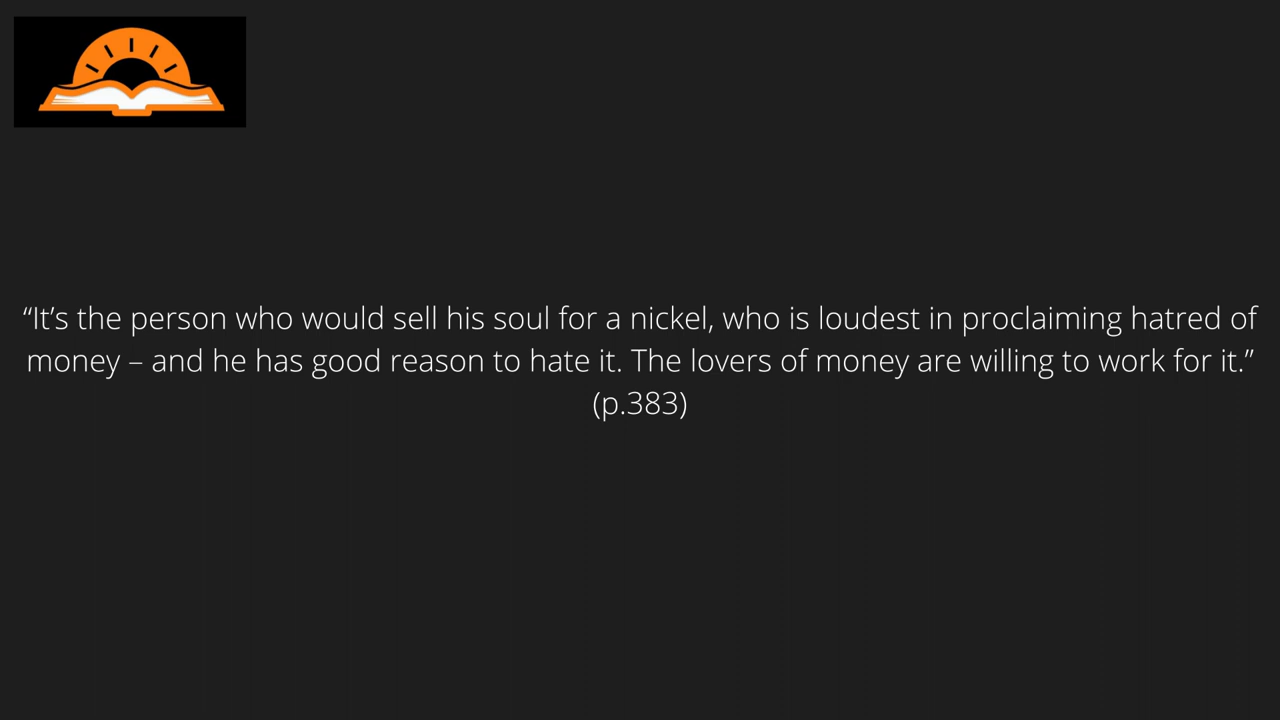 “It’s the person who would sell his soul for a nickel, who is loudest in proclaiming hatred of
money – and he has good reason to hate it. The lovers of money are willing to work for it.”
(p.383)